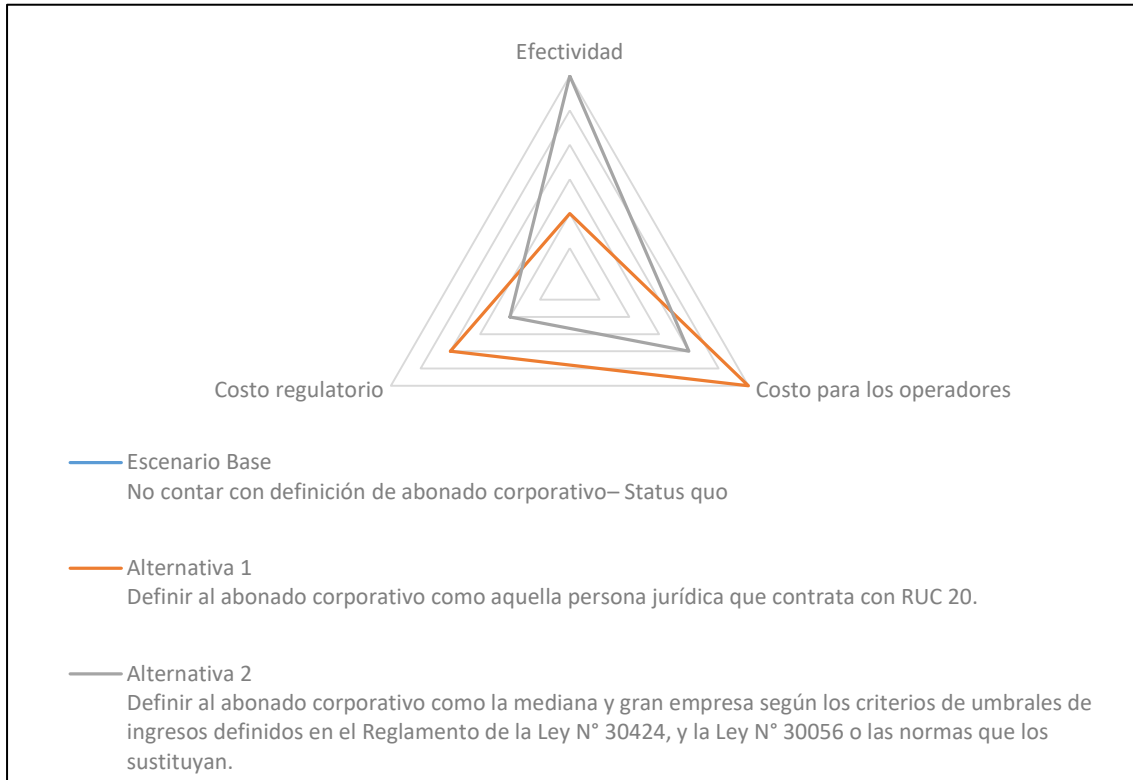 Efectividad
Costo regulatorio
Costo para los operadores
Escenario Base
No contar con definición de abonado corporativo– Status quo
Alternativa 1
Definir al abonado corporativo como aquella persona jurídica que contrata con RUC 20.
Alternativa 2
Definir al abonado corporativo como la mediana y gran empresa según los criterios de umbrales de
ingresos definidos en el Reglamento de la Ley N° 30424, y la Ley N° 30056 o las normas que los
sustituyan.